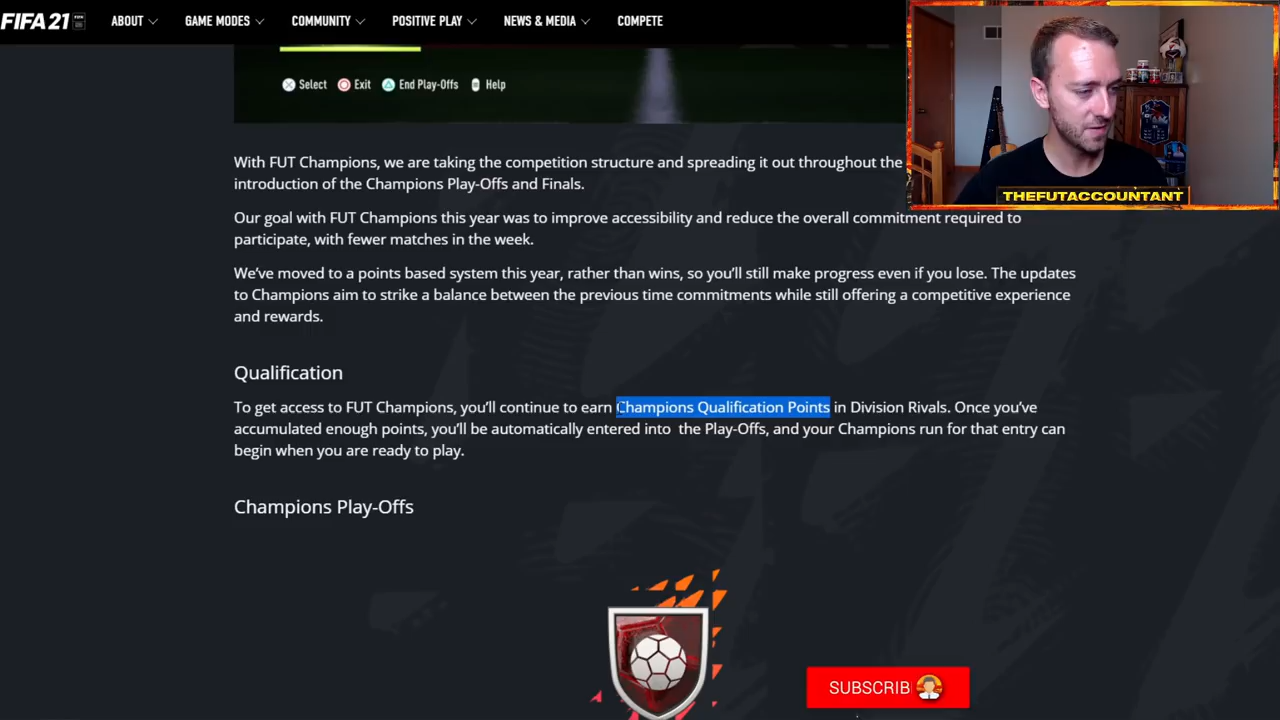 FIFA 21 ABOUT GAME MODES COMMUNITY POSITIVE PLAY NEWS & MEDIA COMPETE
Select Exit End Play-Offs Help
THEFUTACCOUNTANT
With FUT Champions, we are taking the competition structure and spreading it out throughout the
introduction of the Champions Play-Offs and Finals.
Our goal with FUT Champions this year was to improve accessibility and reduce the overall commitment required to
participate, with fewer matches in the week.
We've moved to a points based system this year, rather than wins, so you'll still make progress even if you lose. The updates
to Champions aim to strike a balance between the previous time commitments while still offering a competitive experience
and rewards.
Qualification
To get access to FUT Champions, you'll continue to earn Champions Qualification Points in Division Rivals. Once you've
accumulated enough points, you'll be automatically entered into the Play-Offs, and your Champions run for that entry can
begin when you are ready to play.
Champions Play-Offs
SUBSCRIB